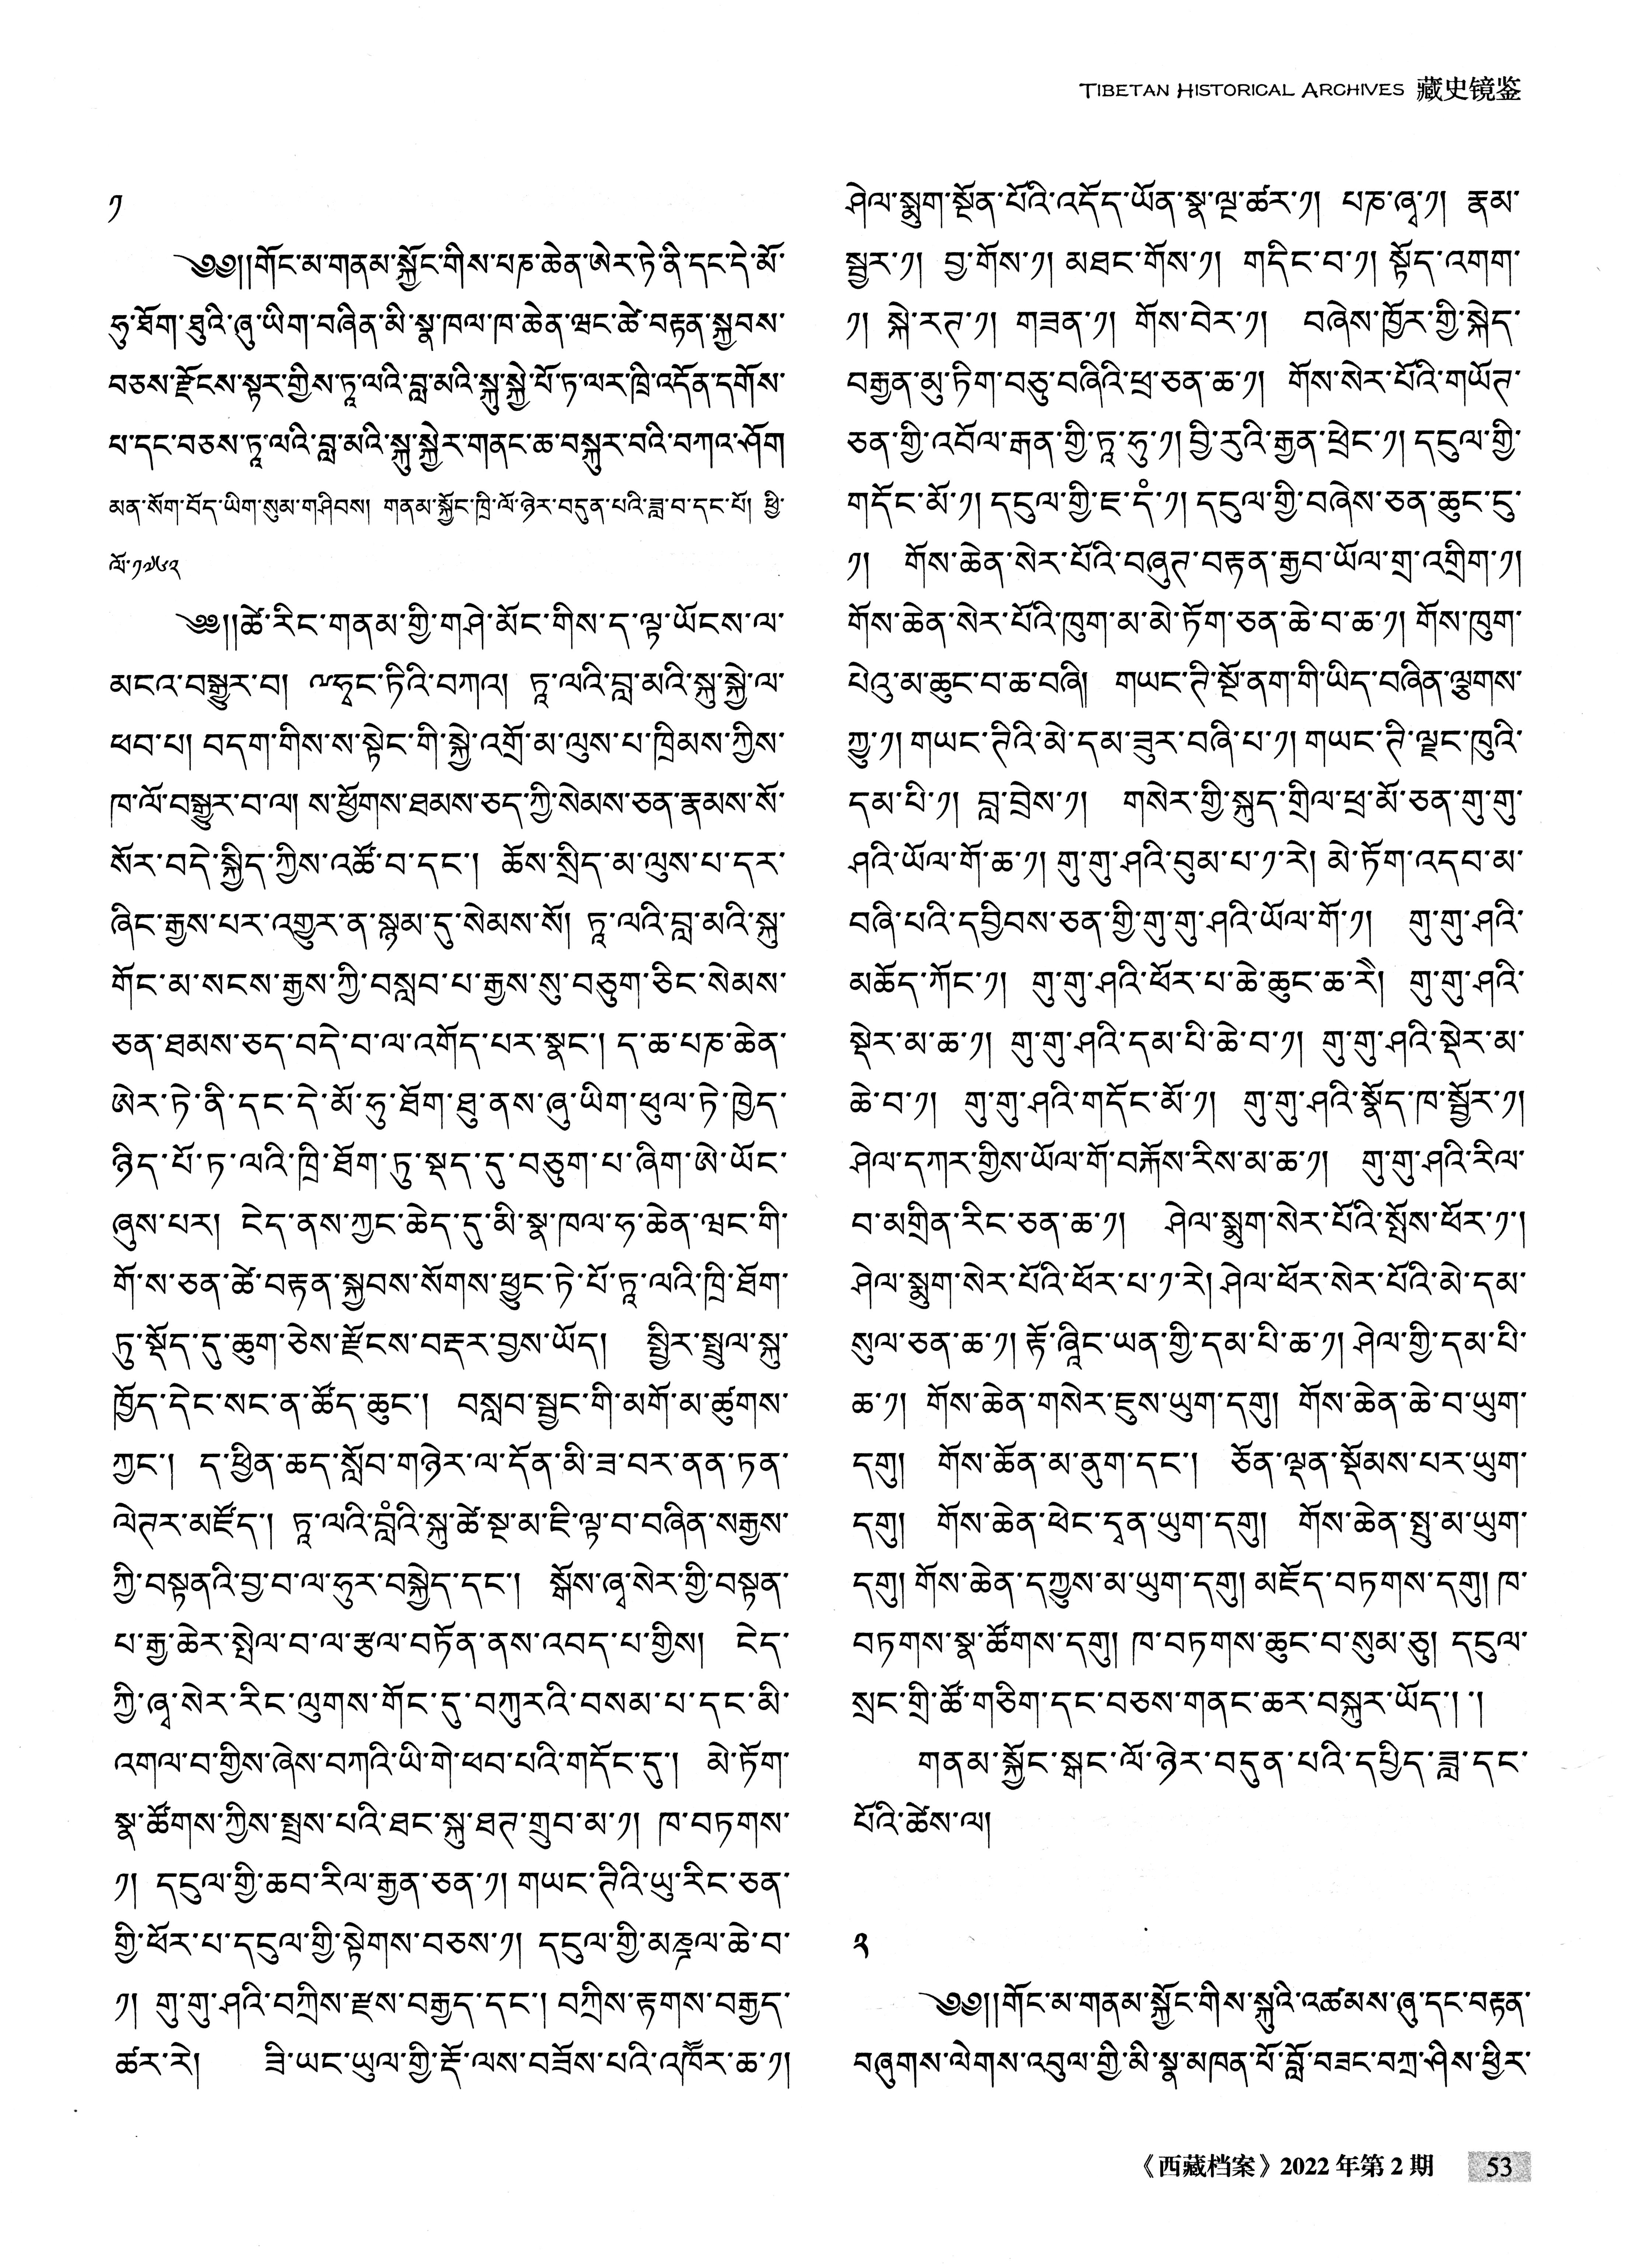 TIBETAN HISTORICAL ARCHIVES 藏史镜鉴
༡
༄༅།།གོང་མ་གནམ་སྐྱོང་གིས་པཎ་ཆེན་ཨེར་ཏེ་ནི་དང་དེ་མོ་
ཧུ་ཐོག་ཐུའི་ཞུ་ཡིག་བཞིན་མི་སྣ་ཁལ་ཁ་ཆེན་ཝང་ཚེ་བརྟན་སྐྱབས་
བཅས་རྫོངས་སྟར་གྱིས་ཏཱ་ལའི་བླ་མའི་སྐུ་སྐྱེ་པོ་ཏ་ལར་ཁྲི་འདོན་དགོས་
པ་དང་བཅས་ཏཱ་ལའི་བླ་མའི་སྐུ་སྐྱེར་གནང་ཆ་བསྐུར་བའི་བཀའ་ཤོག
མན་སོག་བོད་ཡིག་སུམ་གཤིབས། གནམ་སྐྱོང་ཁྲི་ལོ་ཉེར་བདུན་པའི་ཟླ་བ་དང་པོ། ཕྱི་
ལོ་༡༧༦༢
༄༅།།ཚེ་རིང་གནམ་གྱི་གཤེ་མོང་གིས་ད་ལྟ་ཡོངས་ལ་
མངའ་བསྒྱུར་བ། ༧ཧྭང་ཏིའི་བཀའ། ཏཱ་ལའི་བླ་མའི་སྐུ་སྐྱེ་ལ་
ཕབ་པ། བདག་གིས་ས་སྟེང་གི་སྐྱེ་འགྲོ་མ་ལུས་པ་ཁྲིམས་ཀྱིས་
ཁ་ལོ་བསྒྱུར་བ་ལ། ས་ཕྱོགས་ཐམས་ཅད་ཀྱི་སེམས་ཅན་རྣམས་སོ་
སོར་བདེ་སྐྱིད་ཀྱིས་འཚོ་བ་དང་། ཆོས་སྲིད་མ་ལུས་པ་དར་
ཞིང་རྒྱས་པར་འགྱུར་ན་སྙམ་དུ་སེམས་སོ། ཏཱ་ལའི་བླ་མའི་སྐུ་
གོང་མ་སངས་རྒྱས་ཀྱི་བསླབ་པ་རྒྱས་སུ་བཅུག་ཅིང་སེམས་
ཅན་ཐམས་ཅད་བདེ་བ་ལ་འགོད་པར་སྣང་། ད་ཆ་པཎ་ཆེན་
ཨེར་ཏེ་ནི་དང་དེ་མོ་ཧུ་ཐོག་ཐུ་ནས་ཞུ་ཡིག་ཕུལ་ཏེ་ཁྱེད་
ཉིད་པོ་ཏ་ལའི་ཁྲི་ཐོག་ཏུ་སྡད་དུ་བཅུག་པ་ཞིག་ཨེ་ཡོང་
ཞུས་པར། ངེད་ནས་ཀྱང་ཆེད་དུ་མི་སྣ་ཁལ་ཧ་ཆེན་ཝང་གི་
གོ་ས་ཅན་ཚེ་བརྟན་སྐྱབས་སོགས་ཕྱུང་ཏེ་པོ་ཏཱ་ལའི་ཁྲི་ཐོག་
ཏུ་སྡོད་དུ་ཆུག་ཅེས་རྫོངས་བརྡར་བྱས་ཡོད། སྤྱིར་སྤྲུལ་སྐུ་
ཁྱོད་དེང་སང་ན་ཚོད་ཆུང་། བསླབ་སྦྱང་གི་མགོ་མ་ཚུགས་
ཀྱང་། ད་ཕྱིན་ཆད་སློབ་གཉེར་ལ་དོན་མི་ཟ་བར་ནན་ཏན་
ལེཊར་མཛོད་། ཏཱ་ལའི་བླཾའི་སྐུ་ཚེ་སྔ་མ་ཇི་ལྟ་བ་བཞིན་སརྒྱས་
ཀྱི་བསྟནའི་བྱ་བ་ལ་ཧུར་བསྐྱེད་དང་། སྒོས་ཞྭ་སེར་གྱི་བསྟན་
པ་རྒྱ་ཆེར་སྤེལ་བ་ལ་རྩལ་བཏོན་ནས་འབད་པ་གྱིས། ངེད་
ཀྱི་ཞྭ་སེར་རིང་ལུགས་གོང་དུ་བཀུརའི་བསམ་པ་དང་མི་
འགལ་བ་གྱིས་ཞེས་བཀའི་ཡི་གེ་ཕབ་པའི་གདོང་དུ་། མེ་ཏོག་
སྣ་ཚོགས་ཀྱིས་སྤྲས་པའི་ཐང་སྐུ་ཐཊ་གྲུབ་མ་༡། ཁ་བཏགས་
༡། དངུལ་གྱི་ཆབ་རིལ་རྒྱན་ཅན་༡། གཡང་ཊིའི་ཡུ་རིང་ཅན་
གྱི་ཕོར་པ་དངུལ་གྱི་སྟེགས་བཅས་༡། དངུལ་གྱི་མཎྜལ་ཆེ་བ་
༡། གུ་གུ་ཤའི་བཀྲིས་རྫས་བརྒྱད་དང་། བཀྲིས་རྟགས་བརྒྱད་
ཚར་རེ། ཟི་ཡང་ཡུལ་གྱི་རྡོ་ལས་བཟོས་པའི་འཁོར་ཆ་༡།
ཤེལ་སྨུག་སྔོན་པོའི་འདོད་ཡོན་སྣ་ལྔ་ཚར་༡། པཎ་ཞྭ་༡། རྣམ་
སྦྱར་༡། བྱ་གོས་༡། མཐང་གོས་༡། གདིང་བ་༡། སྟོད་འགག་
༡། སྐེ་རཊ་༡། གཟན་༡། གོས་བེར་༡། བཞེས་ཁྱོར་གྱི་སྐེད་
བརྒྱན་མུ་ཏིག་བཅུ་བཞིའི་ཕྲ་ཅན་ཆ་༡། གོས་སེར་པོའི་གཡོཊ་
ཅན་གྱི་འབོལ་རྒན་གྱི་ཏཱ་ཧུ་༡། བྱི་རུའི་རྒྱན་ཕྲེང་༡། དངུལ་གྱི་
གདོང་མོ་༡། དངུལ་གྱི་ཇ་དཾ་༡། དངུལ་གྱི་བཞེས་ཅན་ཆུང་ངུ་
༡། གོས་ཆེན་སེར་པོའི་བཞུཊ་བརྟན་རྒྱབ་ཡོལ་གྲ་འགྲིག་༡།
གོས་ཆེན་སེར་པོའི་ཁུག་མ་མེ་ཏོག་ཅན་ཆེ་བ་ཆ་༡། གོས་ཁུག་
པེའུ་མ་ཆུང་བ་ཆ་བཞི། གཡང་ཊི་སྔོ་ནག་གི་ཡིད་བཞིན་ལྕགས་
ཀྱུ་༡། གཡང་ཊིའི་མེ་དམ་ཟུར་བཞི་པ་༡། གཡང་ཊི་ལྗང་ཁུའི་
དམ་པི་༡། བླ་བྲེས་༡། གསེར་གྱི་སྐུད་གྲིལ་ཕྲ་མོ་ཅན་གུ་གུ་
ཤའི་ཡོལ་གོ་ཆ་༡། གུ་གུ་ཤའི་བུམ་པ་༡་རེ། མེ་ཏོག་འདབ་མ་
བཞི་པའི་དབྱིབས་ཅན་གྱི་གུ་གུ་ཤའི་ཡོལ་གོ་༡། གུ་གུ་ཤའི་
མཆོད་ཀོང་༡། གུ་གུ་ཤའི་ཕོར་པ་ཆེ་ཆུང་ཆ་རེ། གུ་གུ་ཤའི་
སྡེར་མ་ཆ་༡། གུ་གུ་ཤའི་དམ་པི་ཆེ་བ་༡། གུ་གུ་ཤའི་སྡེར་མ་
ཆེ་བ་༡། གུ་གུ་ཤའི་གདོང་མོ་༡། གུ་གུ་ཤའི་སྣོད་ཁ་སྦྱོར་༡།
ཤེལ་དཀར་གྱིས་ཡོལ་གོ་བརྐོས་རིས་མ་ཆ་༡། གུ་གུ་ཤའི་རིལ་
བ་མགྲིན་རིང་ཅན་ཆ་༡། ཤེལ་སྨུག་སེར་པོའི་སྤོས་ཕོར་༡་།
ཤེལ་སྨུག་སེར་པོའི་ཕོར་པ་༡་རེ། ཤེལ་ཕོར་སེར་པོའི་མེ་དམ་
སུལ་ཅན་ཆ་༡། རྟོ་ཞཱིང་ཡན་གྱི་དམ་པི་ཆ་༡། ཤེལ་གྱི་དམ་པི་
ཆ་༡། གོས་ཆེན་གསེར་ཇུས་ཡུག་དགུ། གོས་ཆེན་ཆེ་བ་ཡུག་
དགུ། གོས་ཆོན་མ་ནུག་དང་། ཅོན་ལྡན་སྡོམས་པར་ཡུག་
དགུ། གོས་ཆེན་ཕེང་དྭན་ཡུག་དགུ། གོས་ཆེན་སྤུ་མ་ཡུག་
དགུ། གོས་ཆེན་དཀྱུས་མ་ཡུག་དགུ། མཛོད་བཏགས་དགུ། ཁ་
བཏགས་སྣ་ཚོགས་དགུ། ཁ་བཏགས་ཆུང་བ་སུམ་ཅུ། དངུལ་
སྲང་གྲི་ཚོ་གཅིག་དང་བཅས་གནང་ཆར་བསྐུར་ཡོད་། །
གནམ་སྐྱོང་སྒང་ལོ་ཉེར་བདུན་པའི་དཔྱིད་ཟླ་དང་
པོའི་ཚེས་ལ།
༢
༄༅།།གོང་མ་གནམ་སྐྱོང་གིས་སྐུའི་འཚམས་ཞུ་དང་བརྟན་
བཞུགས་ལེགས་འབུལ་གྱི་མི་སྣ་མཁན་པོ་བློ་བཟང་བཀྲ་ཤིས་ཕྱིར་
《西藏档案》2022年第2期 53